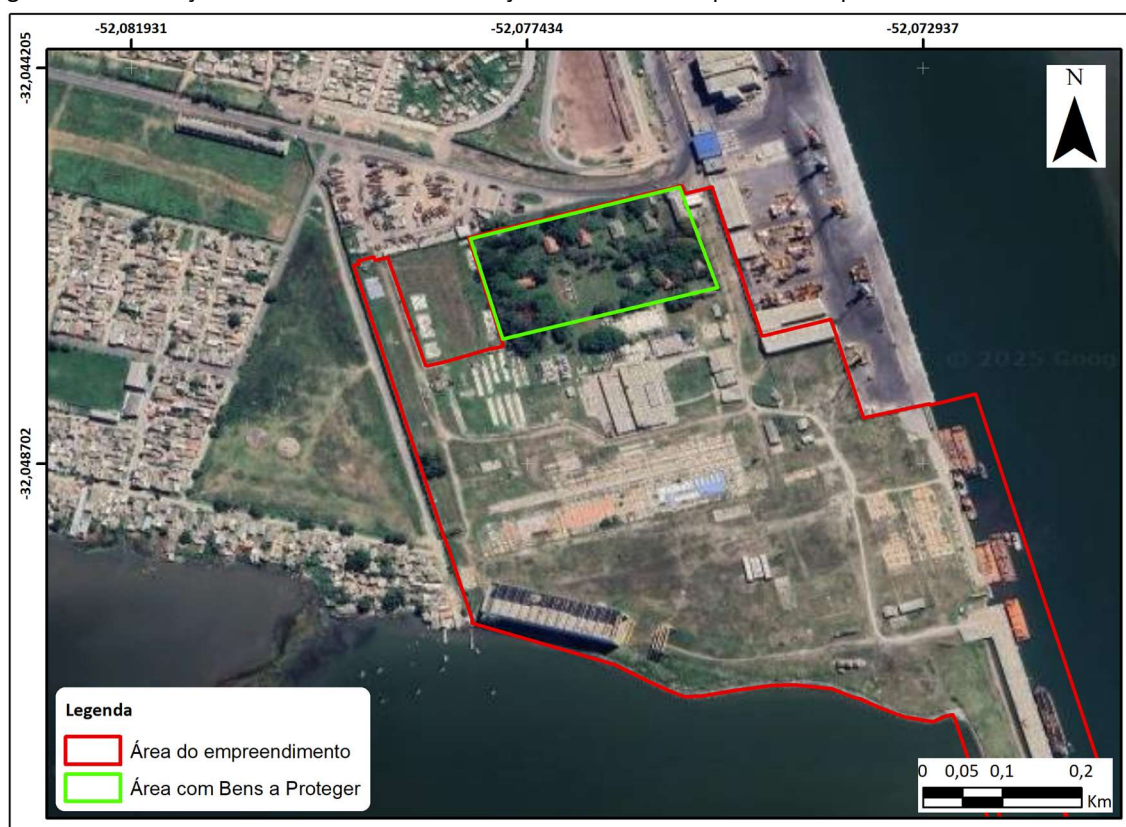 -52,081931 -52,077434 -52,072937
-32,044205
N
© 2025 Goog
-32,048702
Legenda
Área do empreendimento
Área com Bens a Proteger
0 0,05 0,1 0,2
Km